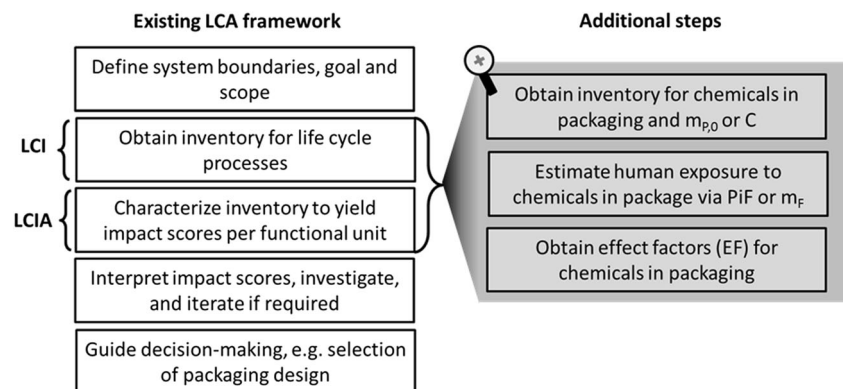 Existing LCA framework
Define system boundaries, goal and
scope
LCI
Obtain inventory for life cycle
processes
LCIA
Characterize inventory to yield
impact scores per functional unit
Interpret impact scores, investigate,
and iterate if required
Guide decision-making, e.g. selection
of packaging design
Additional steps
Obtain inventory for chemicals in
packaging and mP,0 or C
Estimate human exposure to
chemicals in package via PiF or mF
Obtain effect factors (EF) for
chemicals in packaging